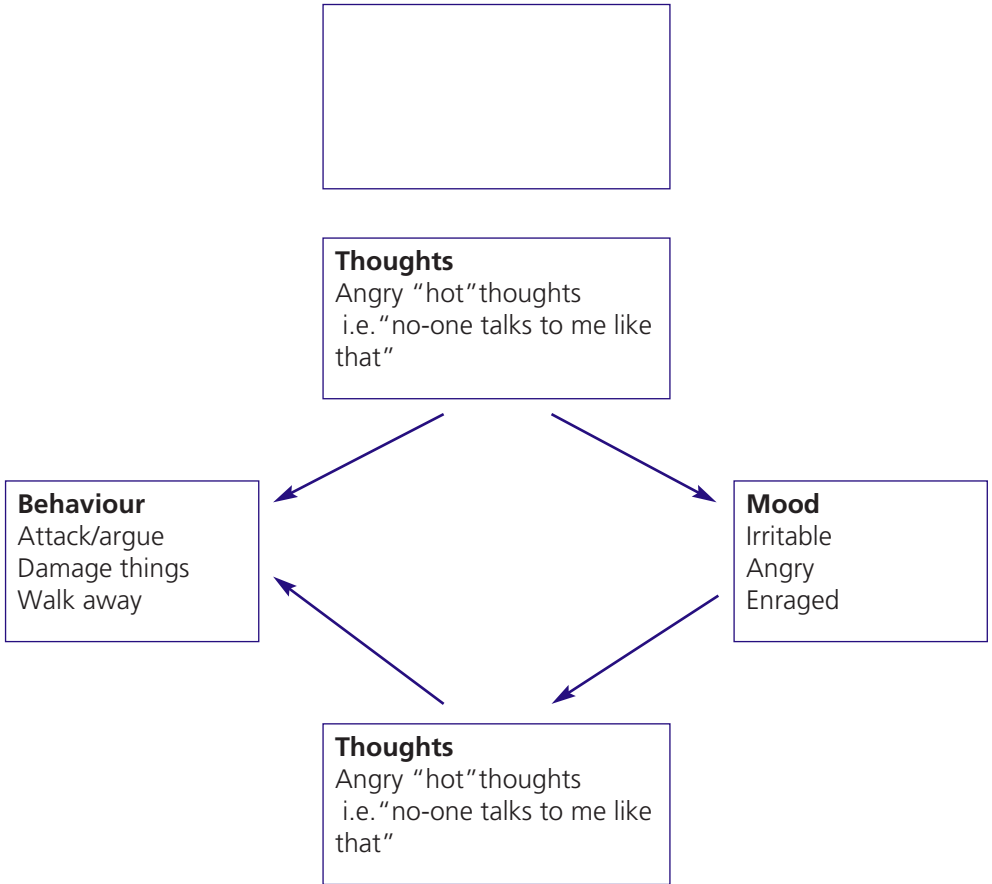 Thoughts
Angry “hot”thoughts
i.e.“no-one talks to me like
that”
Behaviour
Attack/argue
Damage things
Walk away
Mood
Irritable
Angry
Enraged
Thoughts
Angry “hot”thoughts
i.e.“no-one talks to me like
that”